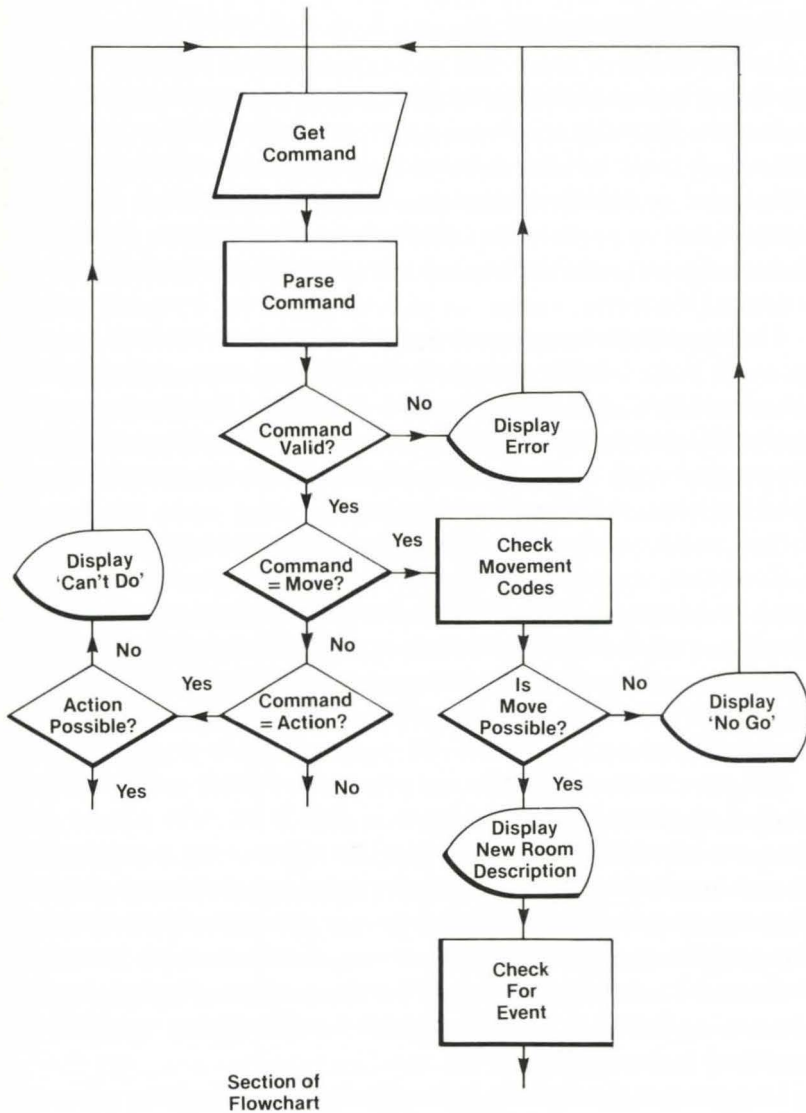 Get
Command
Parse
Command
Command
Valid?
No
Display
Error
Yes
Command
= Move?
Yes
Check
Movement
Codes
Display
'Can't Do'
No
No
Action
Possible?
Yes
Command
= Action?
Is
Move
Possible?
No
Display
'No Go'
Yes
No
Yes
Display
New Room
Description
Check
For
Event
Section of
Flowchart